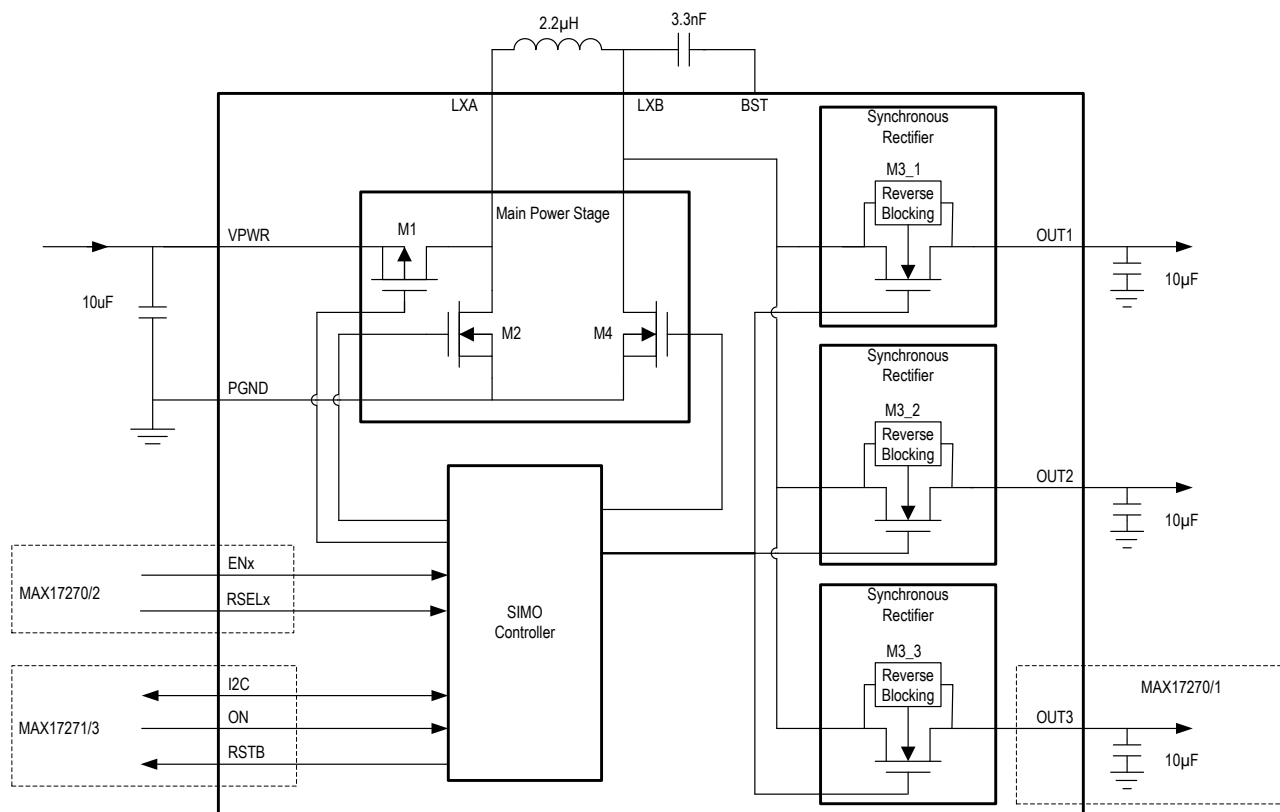 2.2µH
3.3nF
LXA
LXB
BST
Synchronous
Rectifier
M3_1
Reverse
Blocking
OUT1
10µF
Main Power Stage
VPWR
M1
10uF
M2
M4
PGND
Synchronous
Rectifier
M3_2
Reverse
Blocking
OUT2
10µF
MAX17270/2
ENx
RSELx
SIMO
Controller
MAX17271/3
I2C
ON
RSTB
Synchronous
Rectifier
M3_3
Reverse
Blocking
OUT3
MAX17270/1
10µF